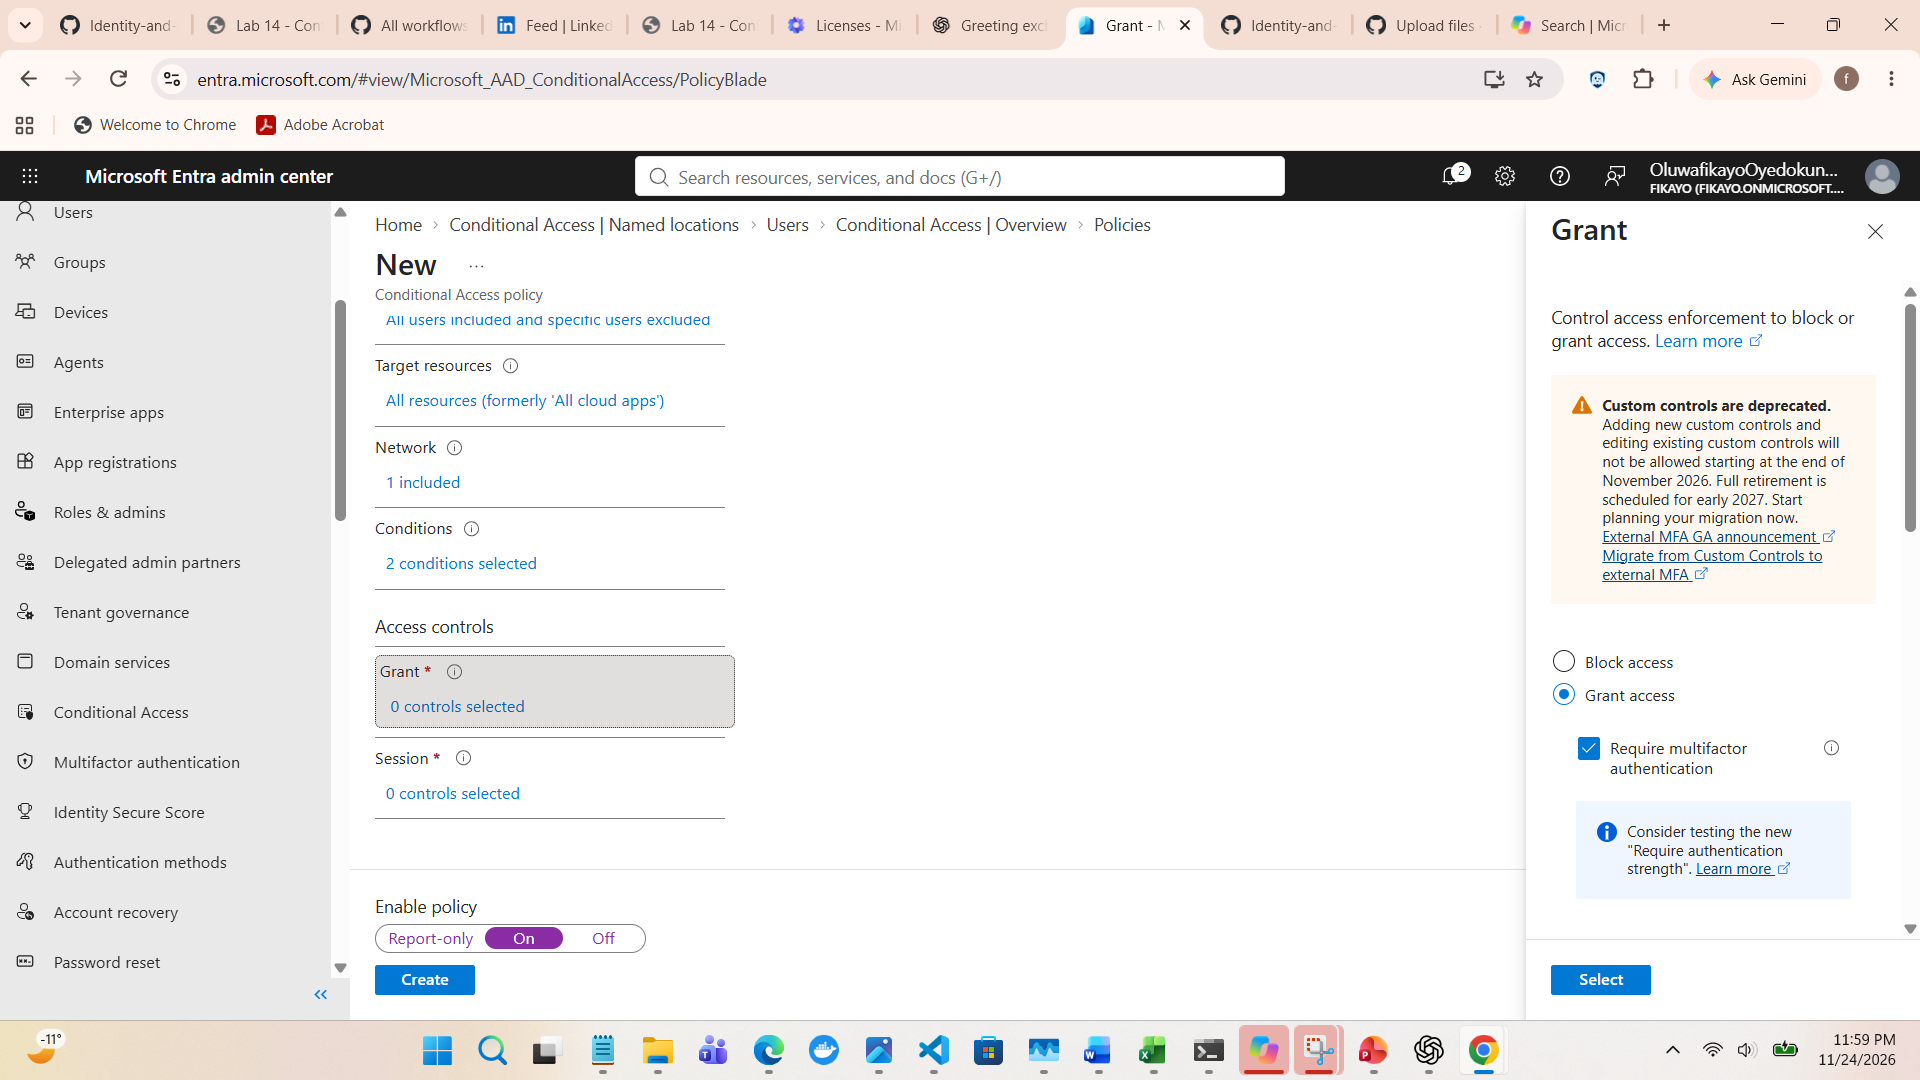 Identity-and-
Lab 14 - Con
All workflows
Feed | Linked
Lab 14 - Con
Licenses - Mi
Greeting exc
Grant - M
Identity-and-
Upload files -
Search | Micr
entra.microsoft.com/#view/Microsoft_AAD_ConditionalAccess/PolicyBlade
Ask Gemini
f
Welcome to Chrome
Adobe Acrobat
Microsoft Entra admin center
Search resources, services, and docs (G+/)
2
OluwafikayoOyedokun...
FIKAYO (FIKAYO.ONMICROSOFT....
Users
Groups
Devices
Agents
Enterprise apps
App registrations
Roles & admins
Delegated admin partners
Tenant governance
Domain services
Conditional Access
Multifactor authentication
Identity Secure Score
Authentication methods
Account recovery
Password reset
Home > Conditional Access | Named locations > Users > Conditional Access | Overview > Policies
New ...
Conditional Access policy
All users included and specific users excluded
Target resources
All resources (formerly 'All cloud apps')
Network
1 included
Conditions
2 conditions selected
Access controls
Grant *
0 controls selected
Session *
0 controls selected
Enable policy
Report-only On Off
Create
Grant
Control access enforcement to block or
grant access. Learn more
Custom controls are deprecated.
Adding new custom controls and
editing existing custom controls will
not be allowed starting at the end of
November 2026. Full retirement is
scheduled for early 2027. Start
planning your migration now.
External MFA GA announcement
Migrate from Custom Controls to
external MFA
Block access
Grant access
Require multifactor
authentication
Consider testing the new
"Require authentication
strength". Learn more
Select
-11°
11:59 PM
11/24/2026